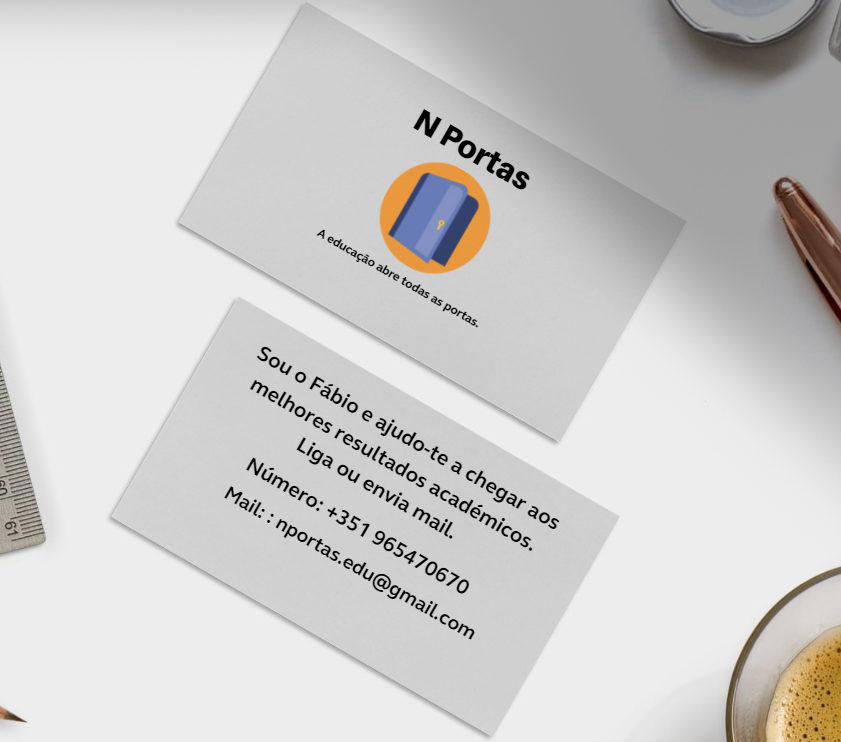 N Portas
A educação abre todas as portas.
Sou o Fábio e ajudo-te a chegar aos
melhores resultados académicos.
Liga ou envia mail.
Número: +351 965470670
Mail: : nportas.edu@gmail.com
61